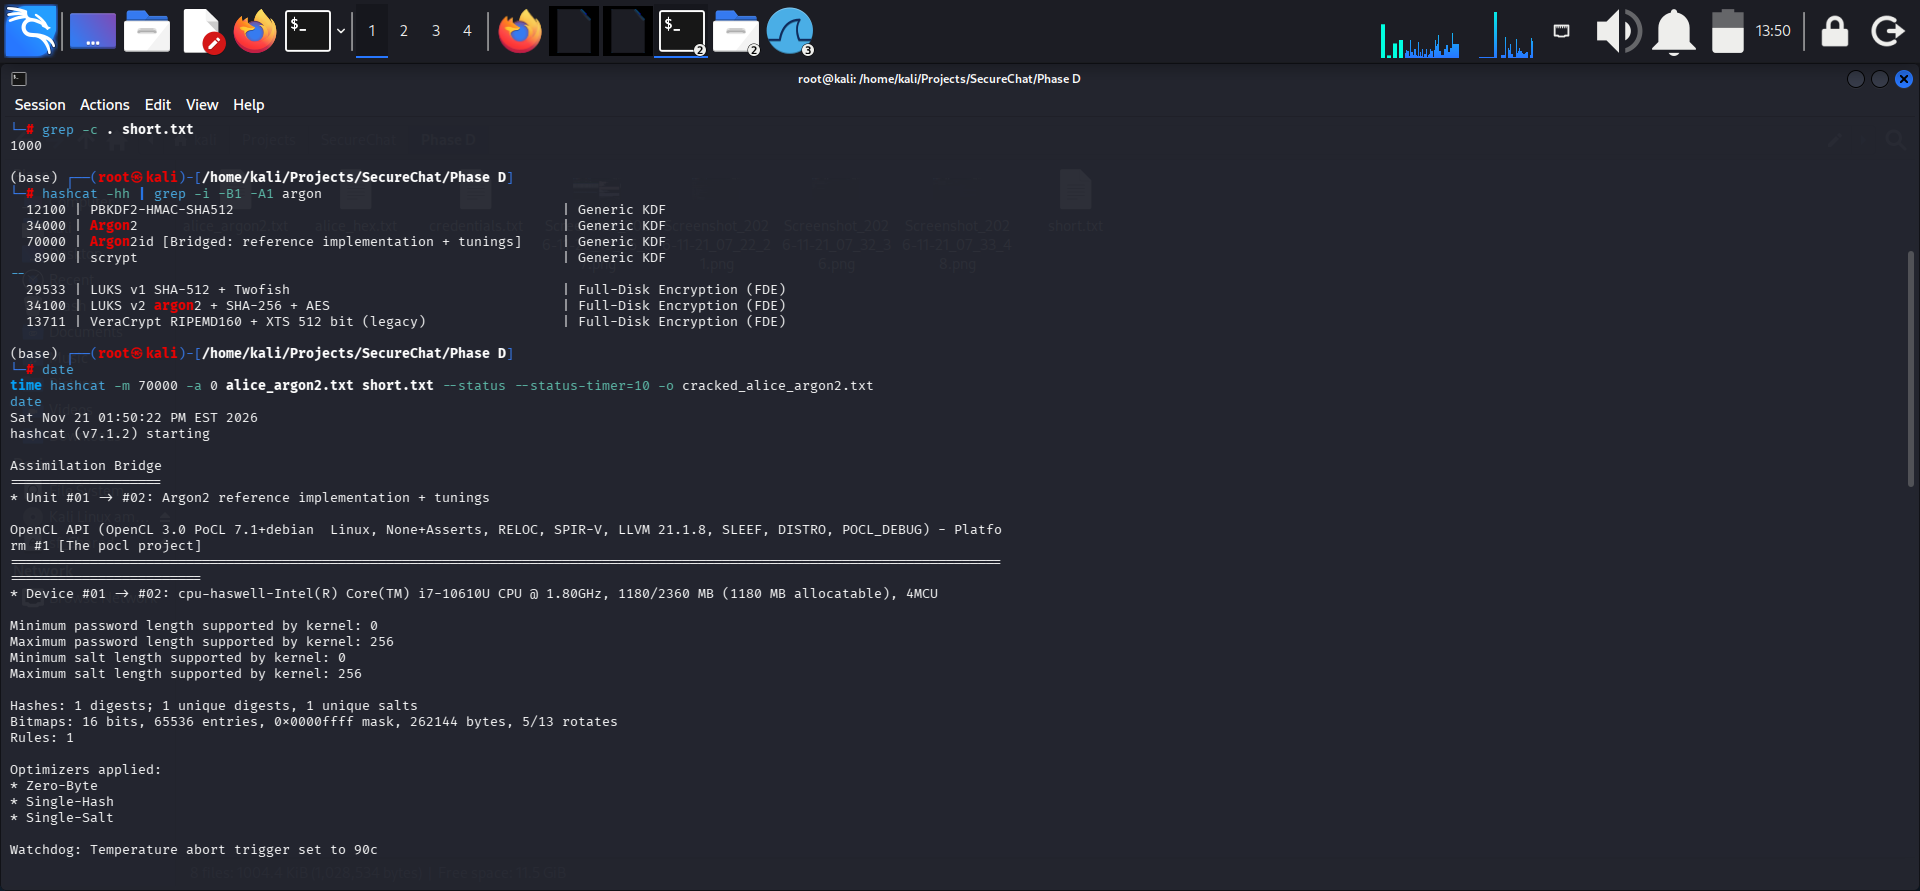 $_
...
1 2 3 4
$_
2
2
3
13:50
root@kali: /home/kali/Projects/SecureChat/Phase D
Session Actions Edit View Help
└─# grep -c . short.txt
1000
(base) ┌──(root㉿kali)-[/home/kali/Projects/SecureChat/Phase D]
└─# hashcat -hh | grep -i -B1 -A1 argon
12100 | PBKDF2-HMAC-SHA512 | Generic KDF
34000 | Argon2 | Generic KDF
70000 | Argon2id [Bridged: reference implementation + tunings] | Generic KDF
8900 | scrypt | Generic KDF
--
29533 | LUKS v1 SHA-512 + Twofish | Full-Disk Encryption (FDE)
34100 | LUKS v2 argon2 + SHA-256 + AES | Full-Disk Encryption (FDE)
13711 | VeraCrypt RIPEMD160 + XTS 512 bit (legacy) | Full-Disk Encryption (FDE)
(base) ┌──(root㉿kali)-[/home/kali/Projects/SecureChat/Phase D]
└─# date
time hashcat -m 70000 -a 0 alice_argon2.txt short.txt --status --status-timer=10 -o cracked_alice_argon2.txt
date
Sat Nov 21 01:50:22 PM EST 2026
hashcat (v7.1.2) starting
Assimilation Bridge
===================
* Unit #01 -> #02: Argon2 reference implementation + tunings
OpenCL API (OpenCL 3.0 PoCL 7.1+debian  Linux, None+Asserts, RELOC, SPIR-V, LLVM 21.1.8, SLEEF, DISTRO, POCL_DEBUG) - Platfo
rm #1 [The pocl project]
============================================================================================================================
========================
* Device #01 -> #02: cpu-haswell-Intel(R) Core(TM) i7-10610U CPU @ 1.80GHz, 1180/2360 MB (1180 MB allocatable), 4MCU
Minimum password length supported by kernel: 0
Maximum password length supported by kernel: 256
Minimum salt length supported by kernel: 0
Maximum salt length supported by kernel: 256
Hashes: 1 digests; 1 unique digests, 1 unique salts
Bitmaps: 16 bits, 65536 entries, 0x0000ffff mask, 262144 bytes, 5/13 rotates
Rules: 1
Optimizers applied:
* Zero-Byte
* Single-Hash
* Single-Salt
Watchdog: Temperature abort trigger set to 90c